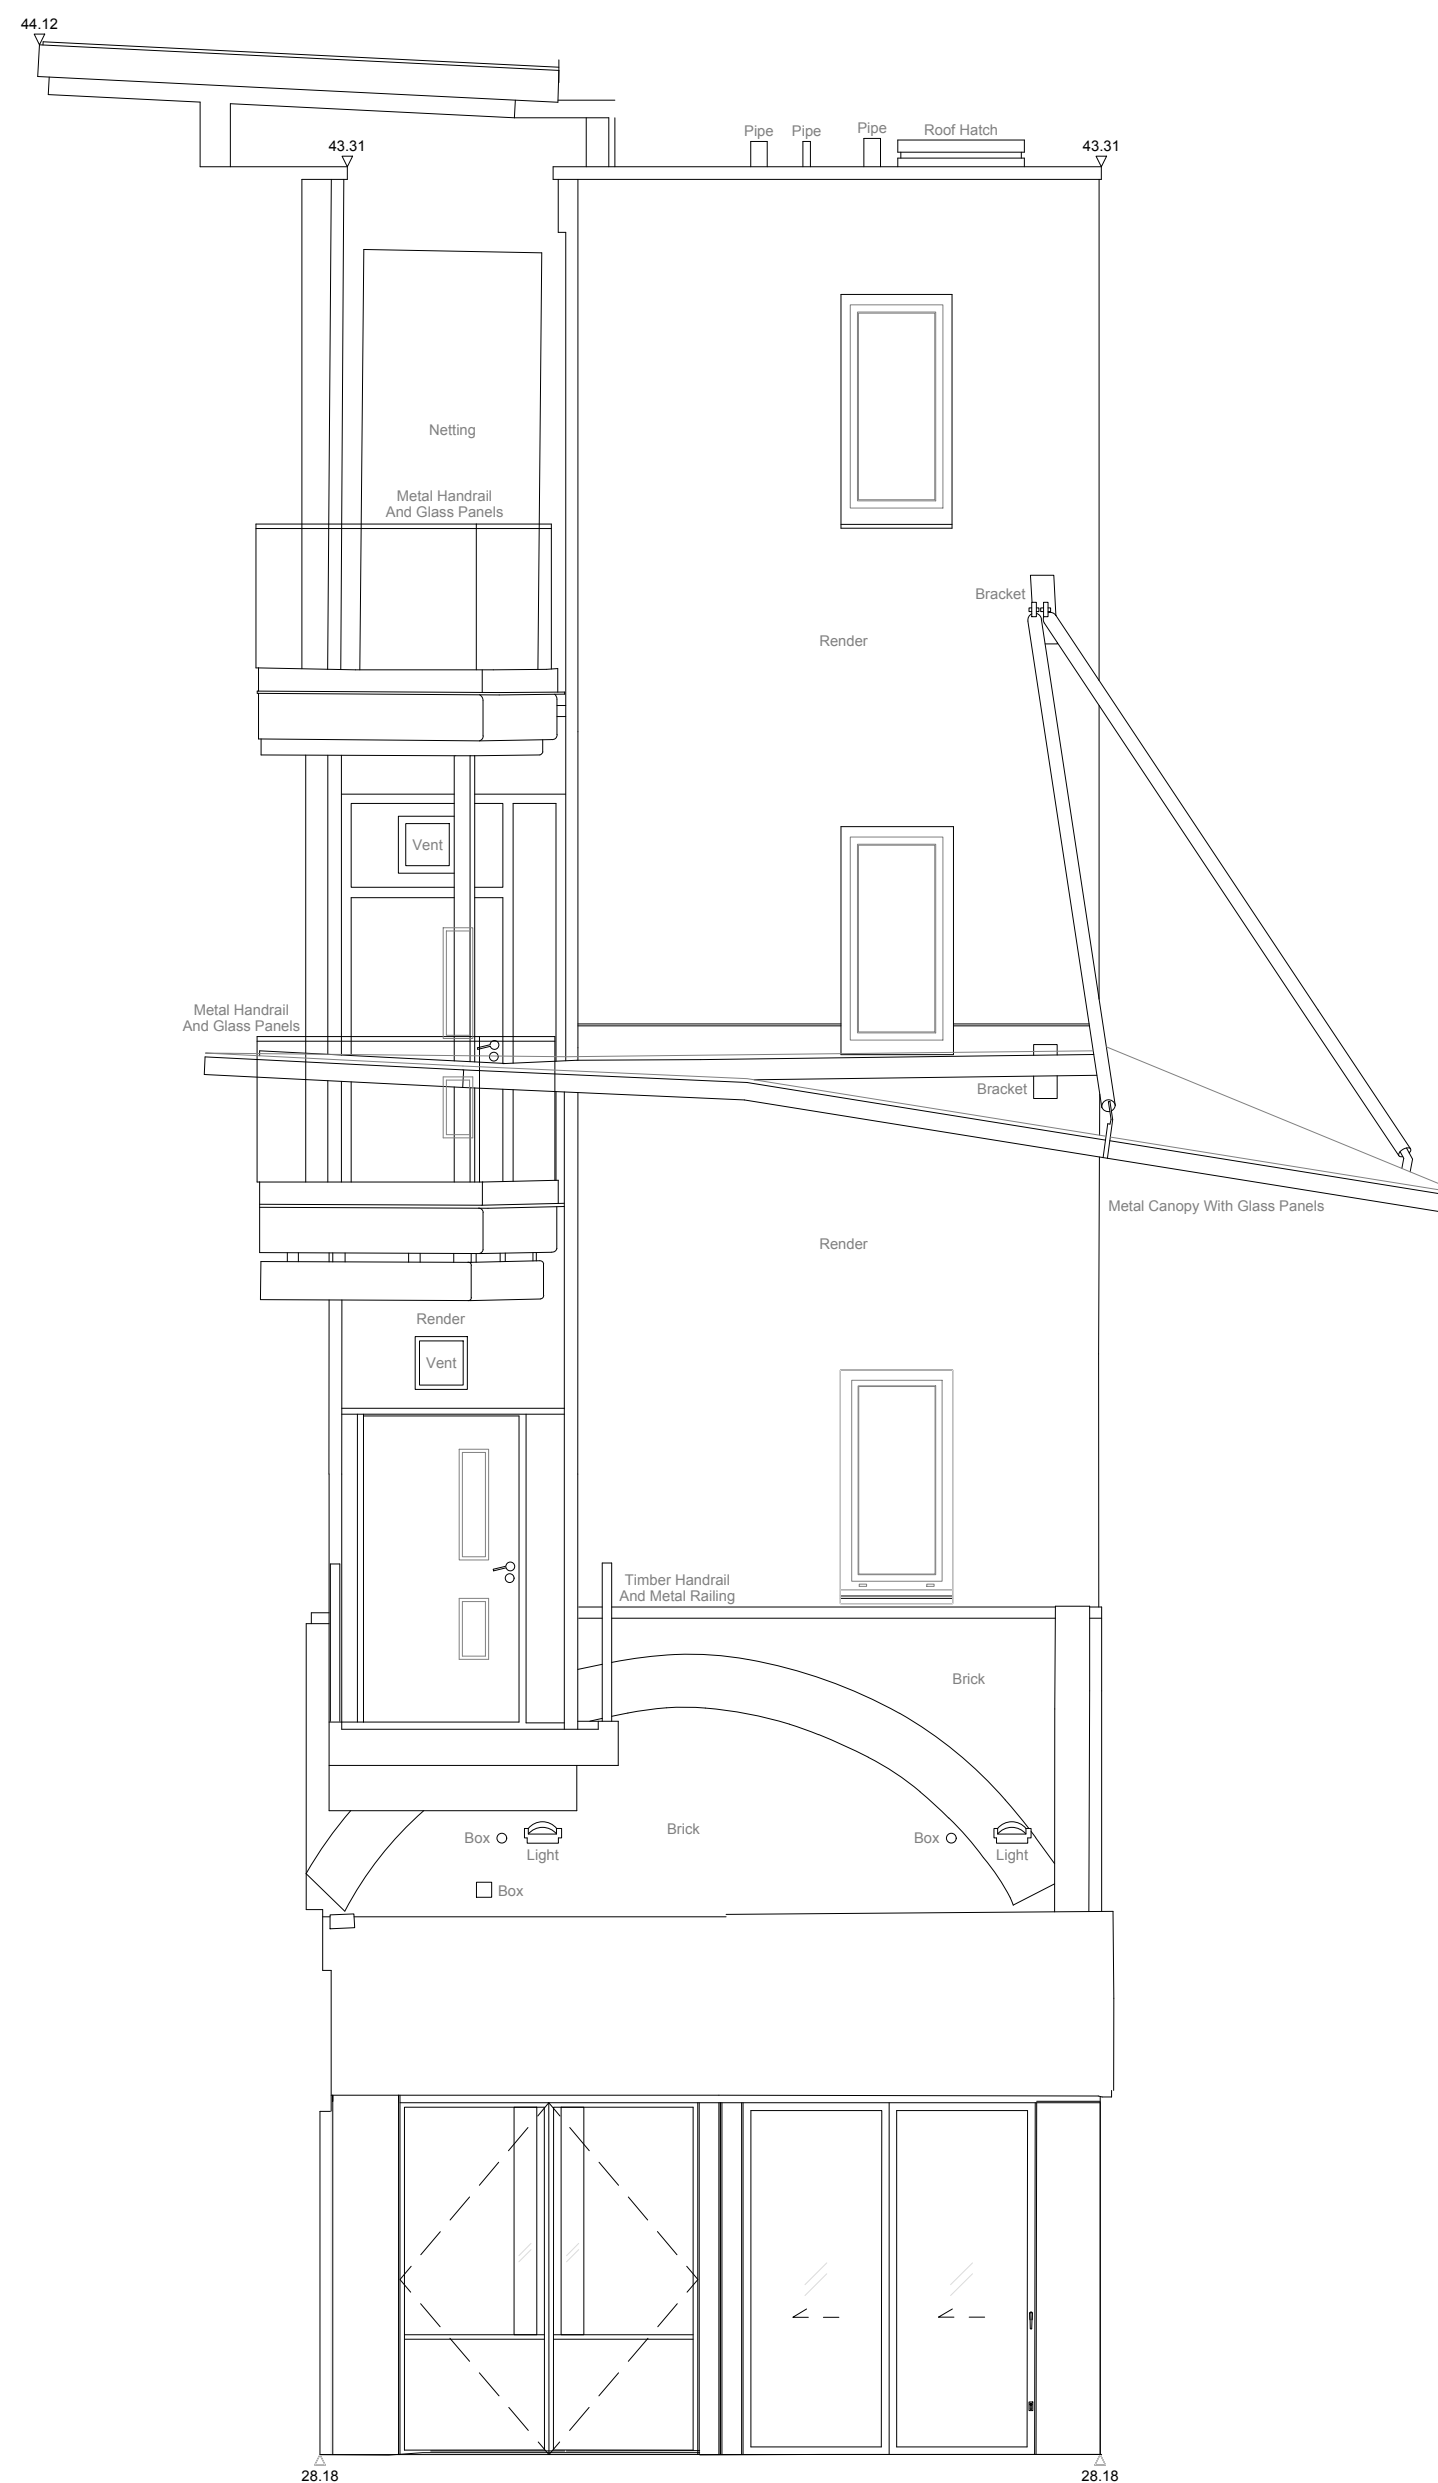 44.12
Pipe
Pipe
Pipe
Roof Hatch
43.31
43.31
Netting
Metal Handrail
And Glass Panels
Bracket
Render
Vent
Metal Handrail
And Glass Panels
Bracket
Metal Canopy With Glass Panels
Render
Render
Vent
Timber Handrail
And Metal Railing
Brick
Brick
Box
Light
Box
Light
Box
28.18
28.18